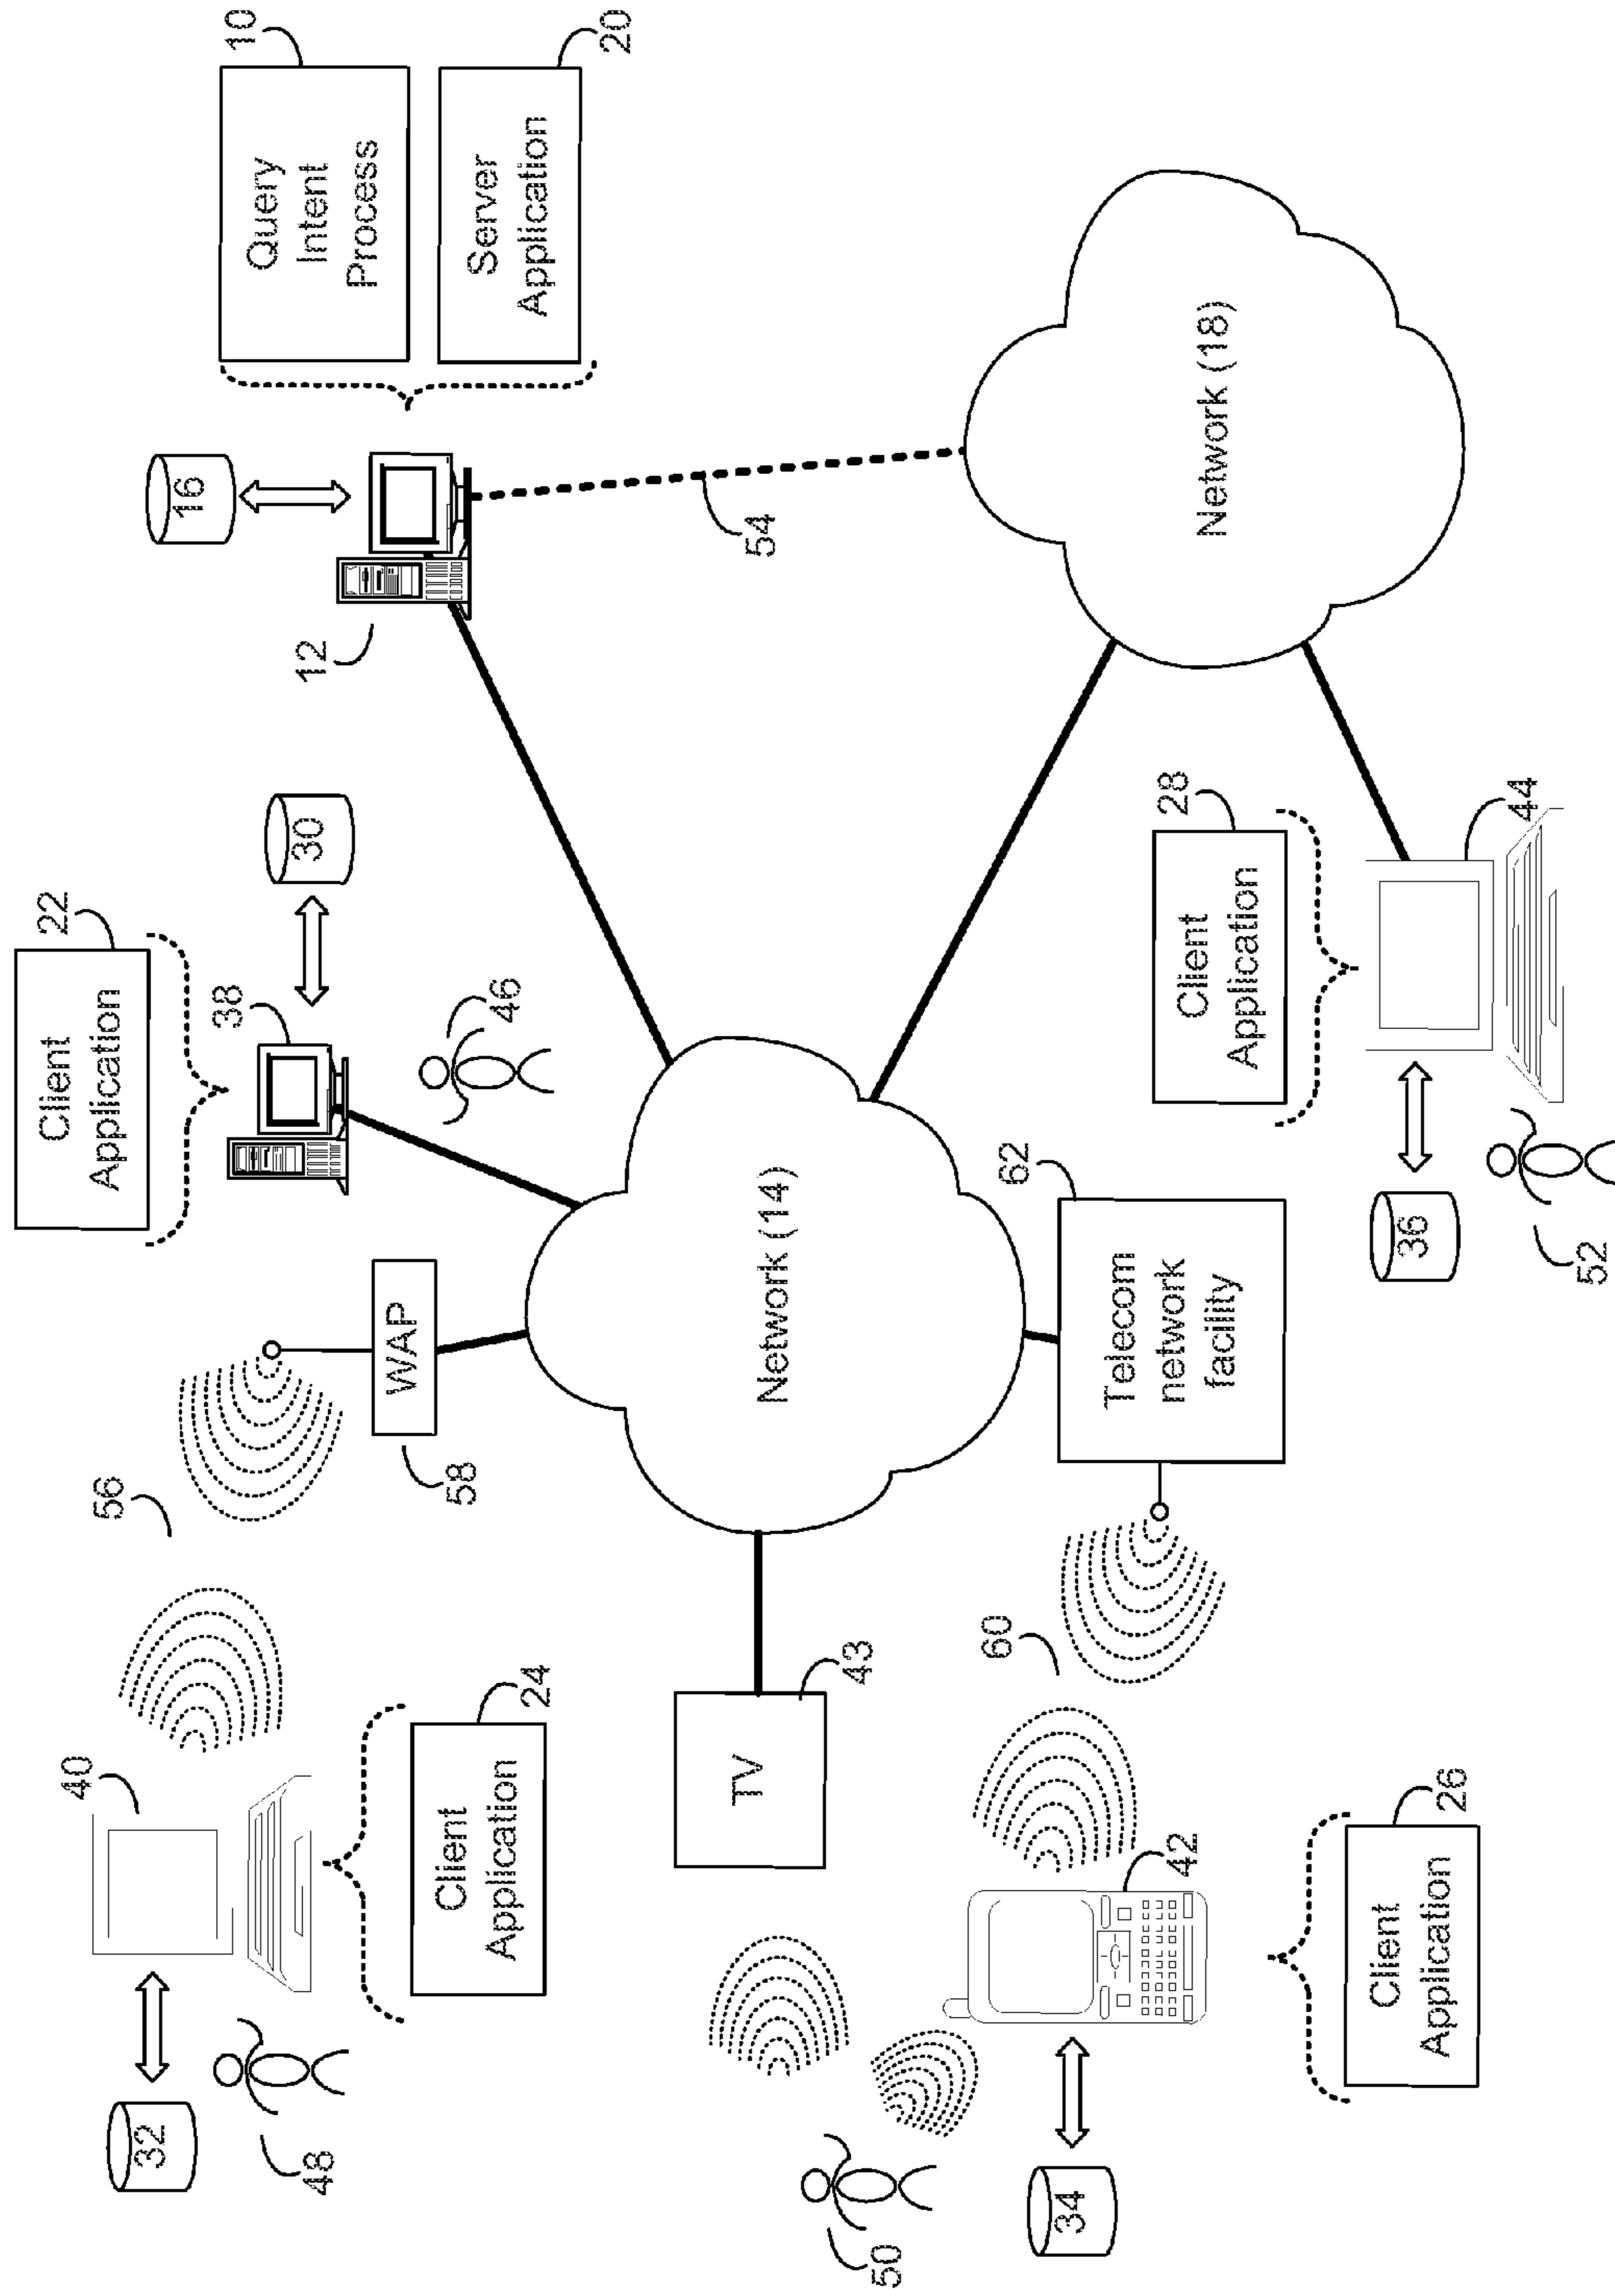 32
48
40
Client
Application
24
56
WAP
58
Client
Application
22
38
30
46
12
16
Query
Intent
Process
10
Server
Application
20
54
TV
43
Network (14)
Network (18)
50
34
42
60
Client
Application
26
Telecom
network
facility
62
Client
Application
28
36
52
44